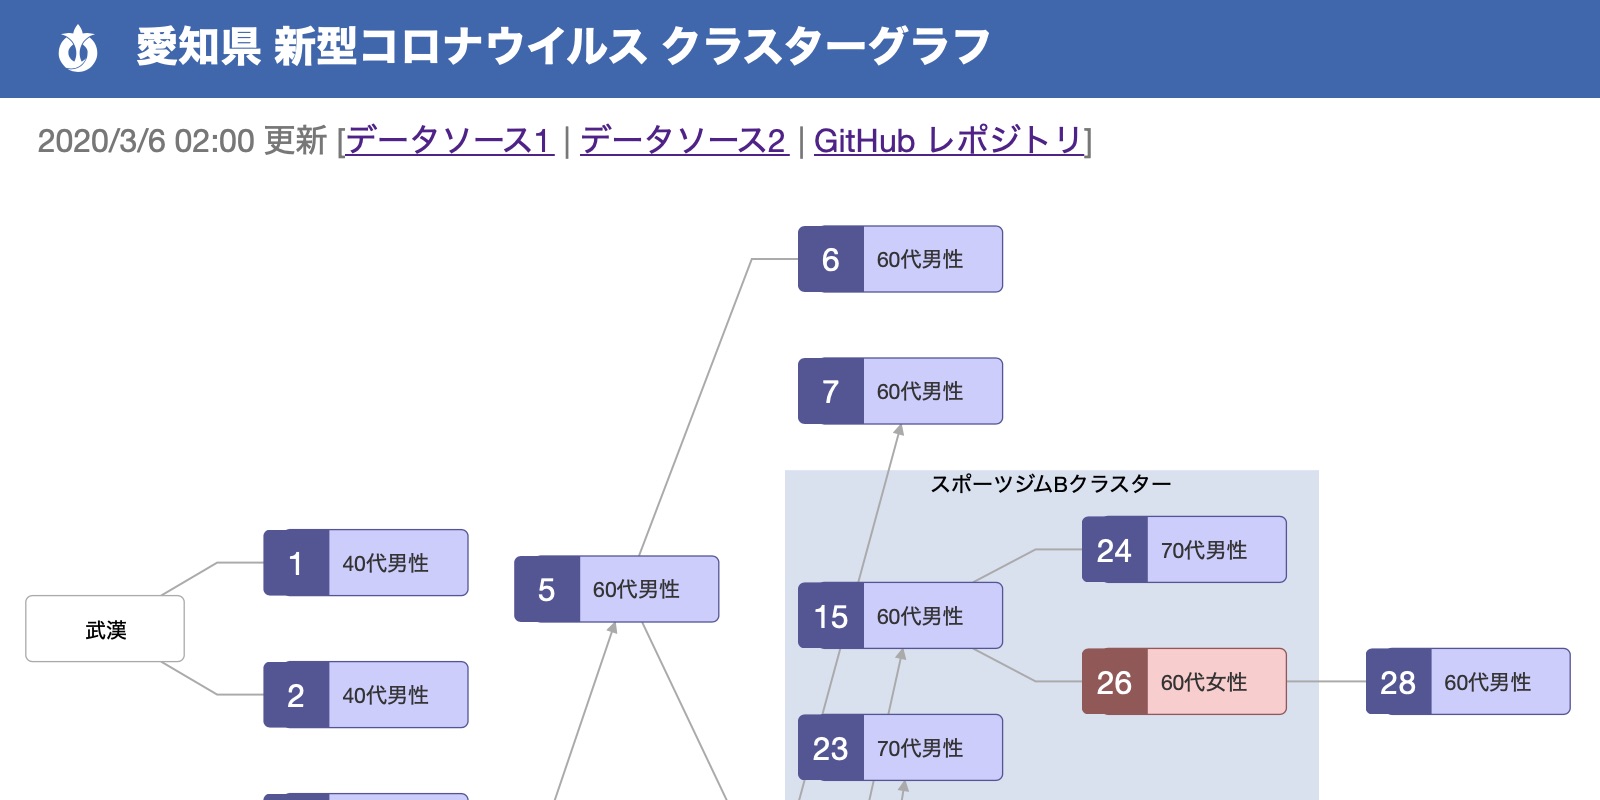 愛知県 新型コロナウイルス クラスターグラフ
2020/3/6 02:00 更新 [データソース1 | データソース2 | GitHub レポジトリ]
6 60代男性
7 60代男性
スポーツジムBクラスター
24 70代男性
1 40代男性
5 60代男性
15 60代男性
武漢
26 60代女性
28 60代男性
2 40代男性
23 70代男性